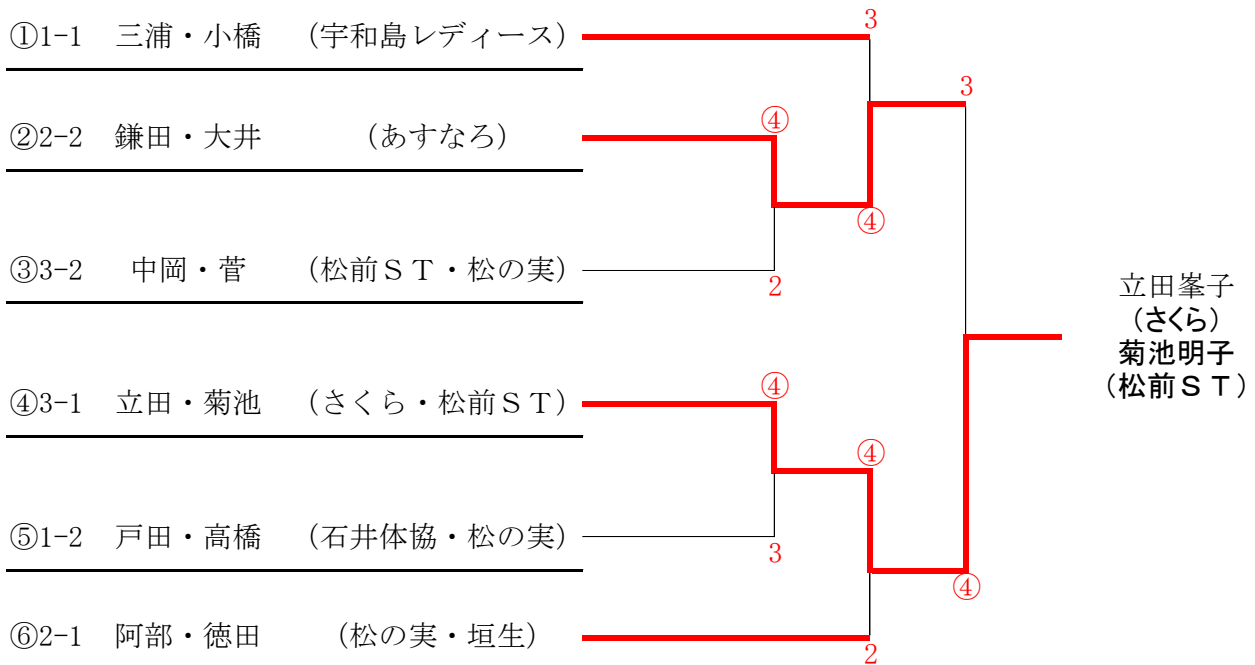 ①1-1 三浦・小橋 （宇和島レディース）
3
3
②2-2 鎌田・大井 （あすなろ）
④
④
③3-2 中岡・菅 （松前ＳＴ・松の実）
2
立田峯子
（さくら）
菊池明子
（松前ＳＴ）
④3-1 立田・菊池 （さくら・松前ＳＴ）
④
④
⑤1-2 戸田・高橋 （石井体協・松の実）
3
④
⑥2-1 阿部・徳田 （松の実・垣生）
2